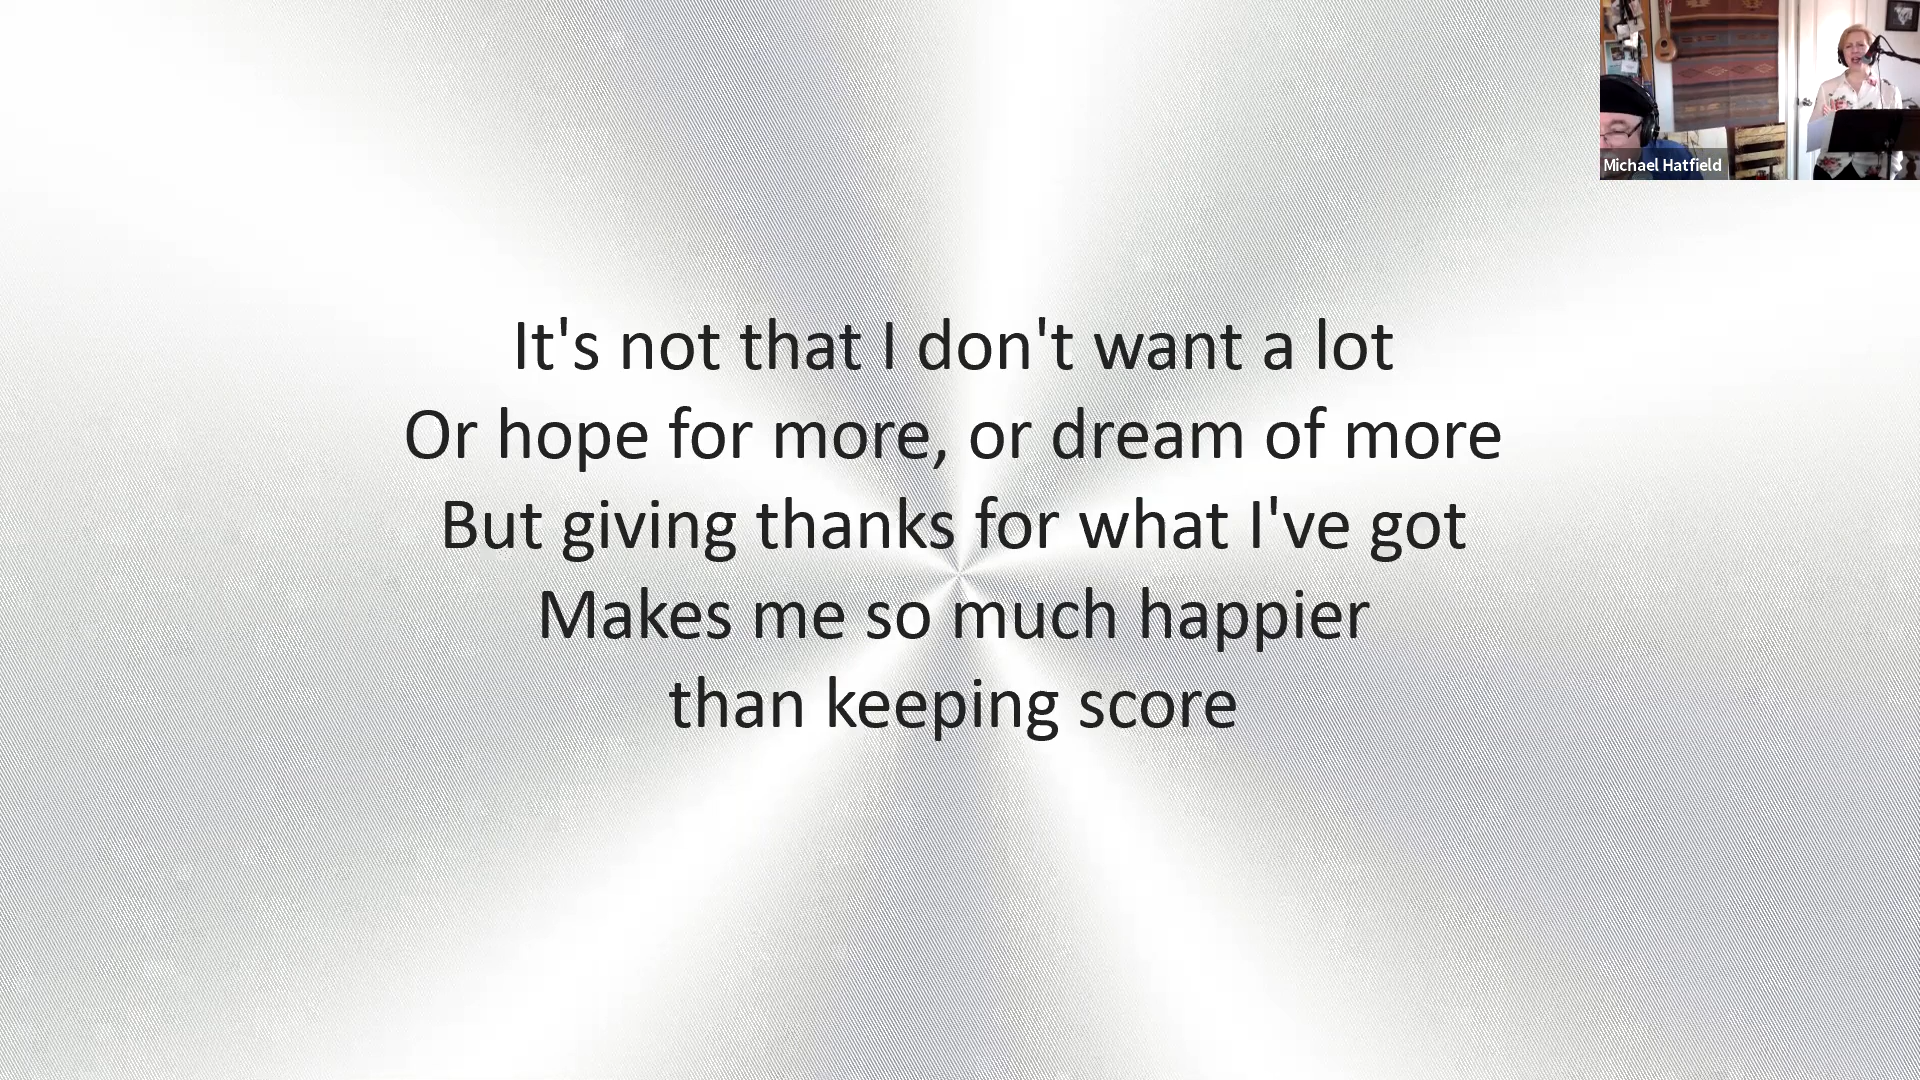 Michael Hatfield
It's not that I don't want a lot
Or hope for more, or dream of more
But giving thanks for what I've got
Makes me so much happier
than keeping score